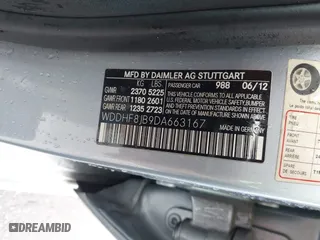 MFD BY DAIMLER AG STUTTGART
KG LBS
GVWR 2370 5225
GAWR FRONT 1180 2601
GAWR REAR 1235 2723
PASSENGER CAR 988 06/12
THIS VEHICLE CONFORMS TO ALL APPLICABLE
FEDERAL MOTOR VEHICLE SAFETY, BUMPER,
AND THEFT PREVENTION STANDARDS IN EFFECT
ON THE DATE OF MANUFACTURE SHOWN ABOVE.
WDDHF8JB9DA663167
MADE IN GERMANY
DREAMBID